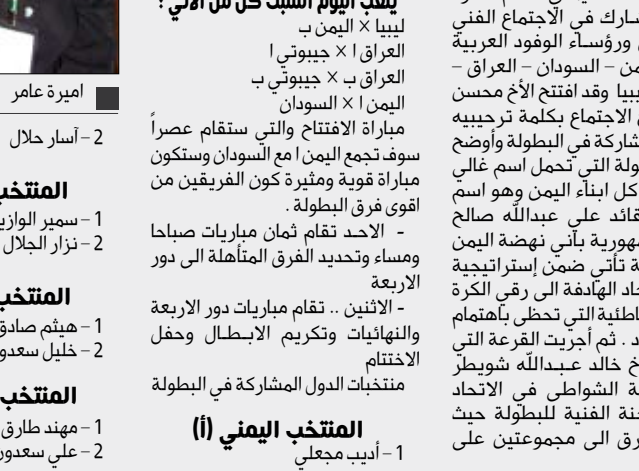 سارك في الاجتماع الفني
ورؤساء الوفود العربية
من – السودان – العراق –
يبيا وقد افتتح الأخ محسن
الاجتماع بكلمة ترحيبيه
شاركة في البطولة وأوضح
ولة التي تحمل اسم غالي
كل ابناء اليمن وهو اسم
قائد علي عبدالله صالح
مهورية بأني نهضة اليمن
ة تأتي ضمن إستراتيجية
حاد الهادفة الى رقي الكرة
اطئية التي تحظى باهتمام
د . ثم أجريت القرعة التي
خ خالد عبدالله شويطر
ة الشواطى في الاتحاد
جنة الفنية للبطولة حيث
رق الى مجموعتين على
يلعب اليوم السبت كل من الآتي :
ليبيا × اليمن ب
العراق ا × جيبوتي ا
العراق ب × جيبوتي ب
اليمن ا × السودان
مباراة الافتتاح والتي ستقام عصراً
سوف تجمع اليمن ا مع السودان وستكون
مباراة قوية ومثيرة كون الفريقين من
اقوى فرق البطولة .
- الاحد تقام ثمان مباريات صباحا
ومساء وتحديد الفرق المتأهلة الى دور
الاربعة
- الاثنين .. تقام مباريات دور الاربعة
والنهائيات وتكريم الابطال وحفل
الاختتام
منتخبات الدول المشاركة في البطولة
المنتخب اليمني (أ)
1 – أديب مجعلي
اميرة عامر
2 – آسار حلال
المنتخب
1 – سمير الوازي
2 – نزار الجلال
المنتخب
1 – هيثم صادق
2 – خليل سعدو
المنتخب
1 – مهند طارق
2 – علي سعدور